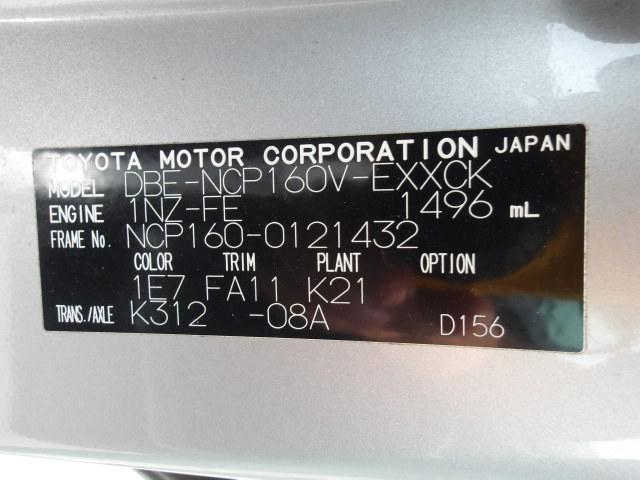 TOYOTA MOTOR CORPORATION JAPAN
MODEL DBE-NCP160V-EXXCK
ENGINE 1NZ-FE 1496 mL
FRAME No. NCP160-0121432
COLOR TRIM PLANT OPTION
1E7 FA11 K21
TRANS./AXLE K312 -08A D156